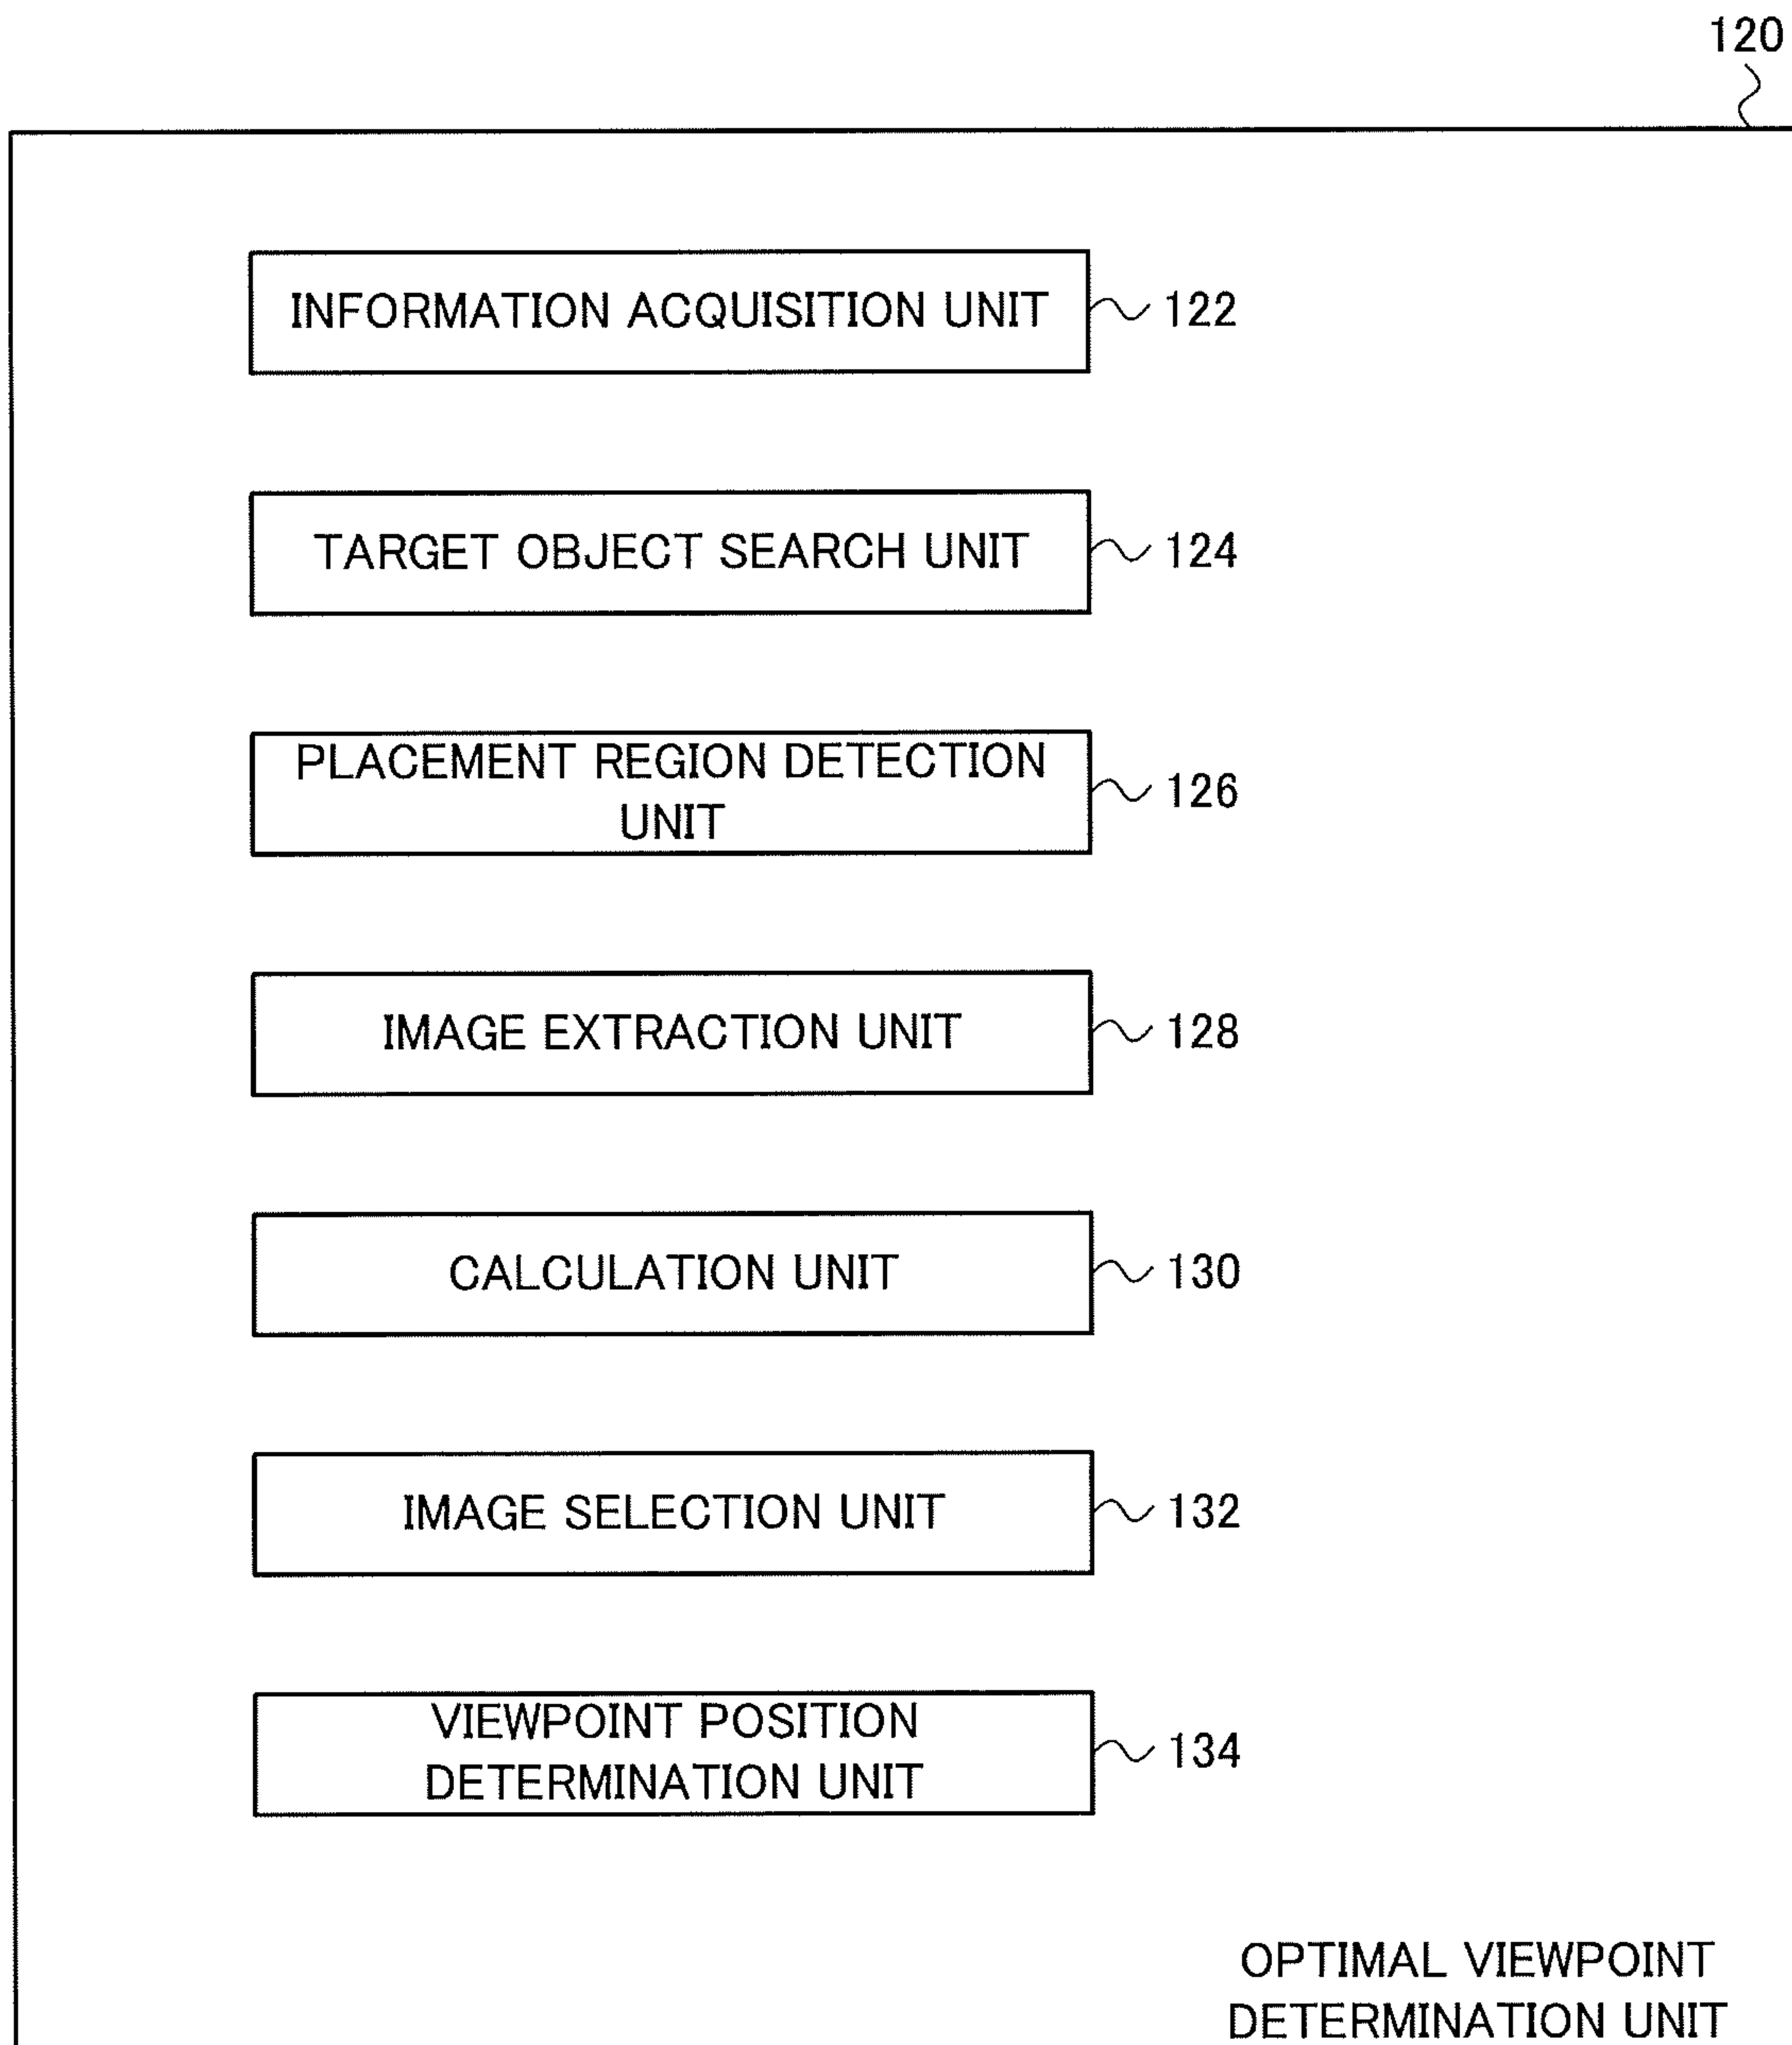 120
INFORMATION ACQUISITION UNIT 122
TARGET OBJECT SEARCH UNIT 124
PLACEMENT REGION DETECTION
UNIT
126
IMAGE EXTRACTION UNIT 128
CALCULATION UNIT 130
IMAGE SELECTION UNIT 132
VIEWPOINT POSITION
DETERMINATION UNIT
134
OPTIMAL VIEWPOINT
DETERMINATION UNIT